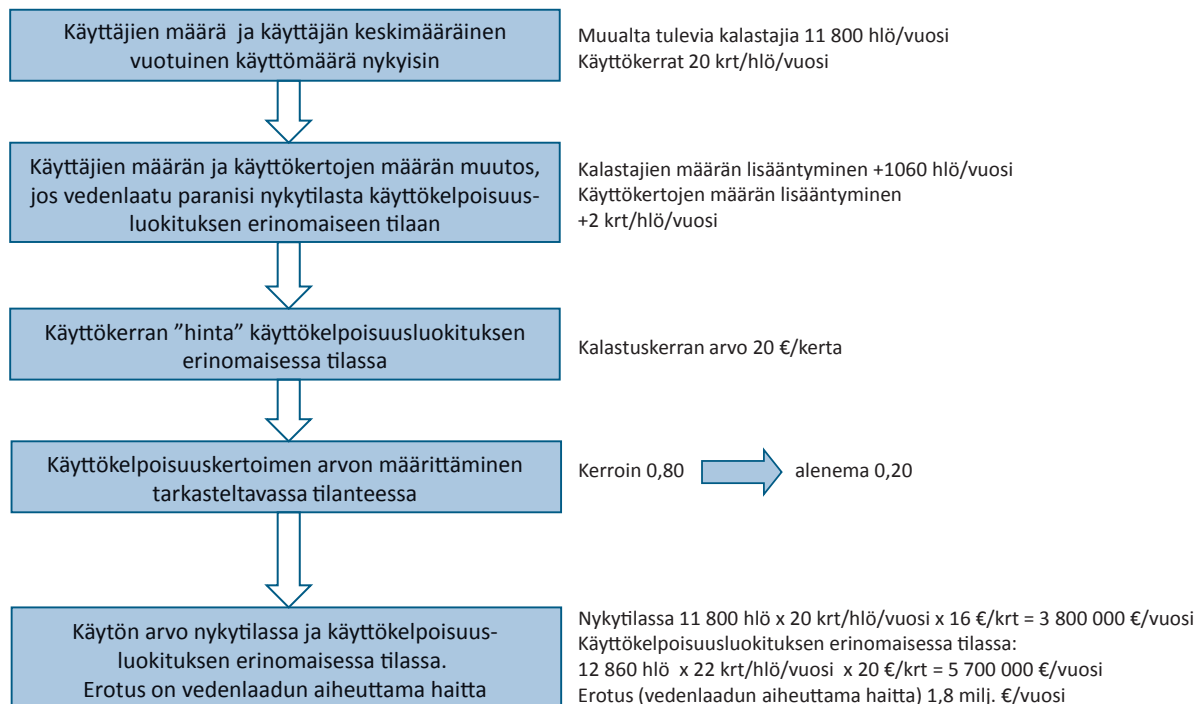 Käyttäjien määrä ja käyttäjän keskimääräinen
vuotuinen käyttömäärä nykyisin
Muualta tulevia kalastajia 11 800 hlö/vuosi
Käyttökerrat 20 krt/hlö/vuosi
Käyttäjien määrän ja käyttökertojen määrän muutos,
jos vedenlaatu paranisi nykytilasta käyttökelpoisuus-
luokituksen erinomaiseen tilaan
Kalastajien määrän lisääntyminen +1060 hlö/vuosi
Käyttökertojen määrän lisääntyminen
+2 krt/hlö/vuosi
Käyttökerran ”hinta” käyttökelpoisuusluokituksen
erinomaisessa tilassa
Kalastuskerran arvo 20 €/kerta
Käyttökelpoisuuskertoimen arvon määrittäminen
tarkasteltavassa tilanteessa
Kerroin 0,80 alenema 0,20
Käytön arvo nykytilassa ja käyttökelpoisuus-
luokituksen erinomaisessa tilassa.
Erotus on vedenlaadun aiheuttama haitta
Nykytilassa 11 800 hlö x 20 krt/hlö/vuosi x 16 €/krt = 3 800 000 €/vuosi
Käyttökelpoisuusluokituksen erinomaisessa tilassa:
12 860 hlö x 22 krt/hlö/vuosi x 20 €/krt = 5 700 000 €/vuosi
Erotus (vedenlaadun aiheuttama haitta) 1,8 milj. €/vuosi